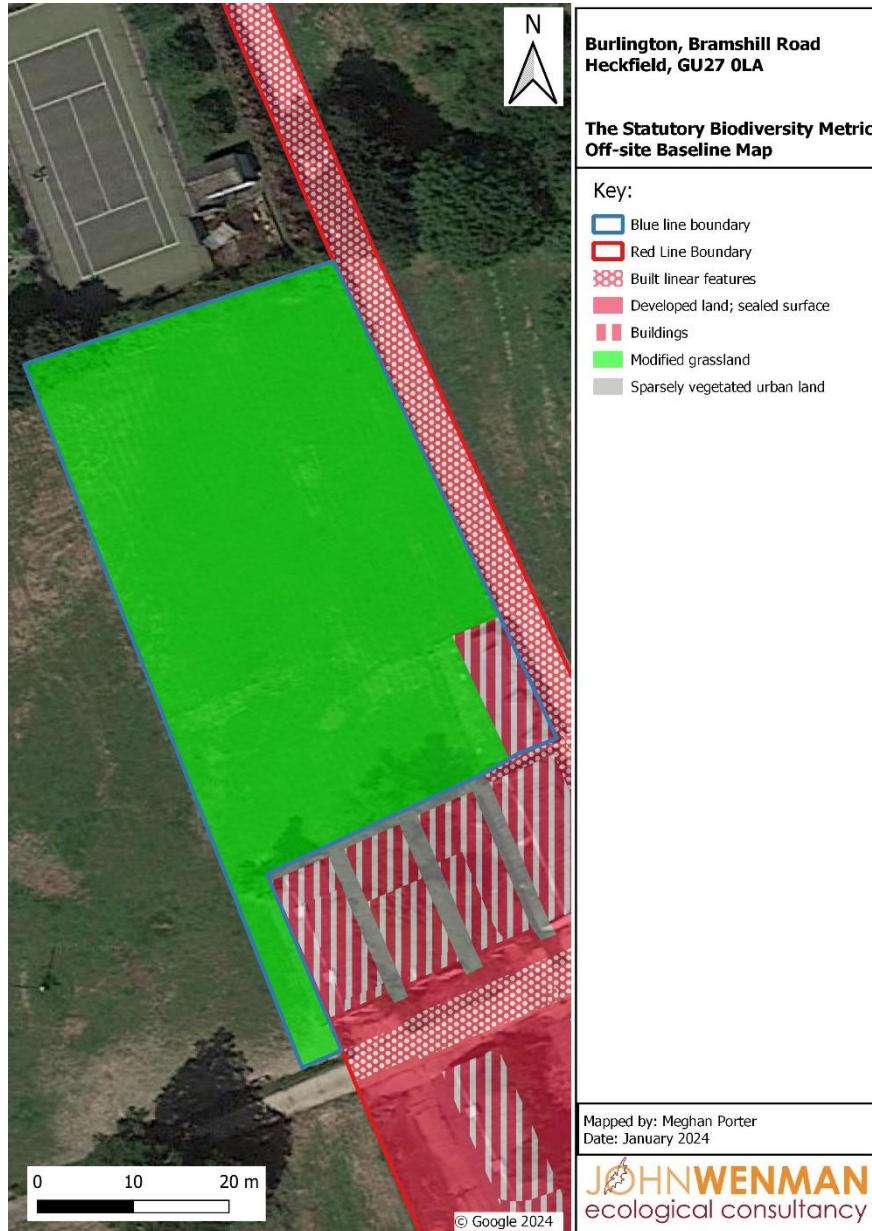 N
Burlington, Bramshill Road
Heckfield, GU27 0LA
The Statutory Biodiversity Metric
Off-site Baseline Map
Key:
Blue line boundary
Red Line Boundary
Built linear features
Developed land; sealed surface
Buildings
Modified grassland
Sparsely vegetated urban land
0 10 20 m
© Google 2024
Mapped by: Meghan Porter
Date: January 2024
JOHNWENMAN
ecological consultancy